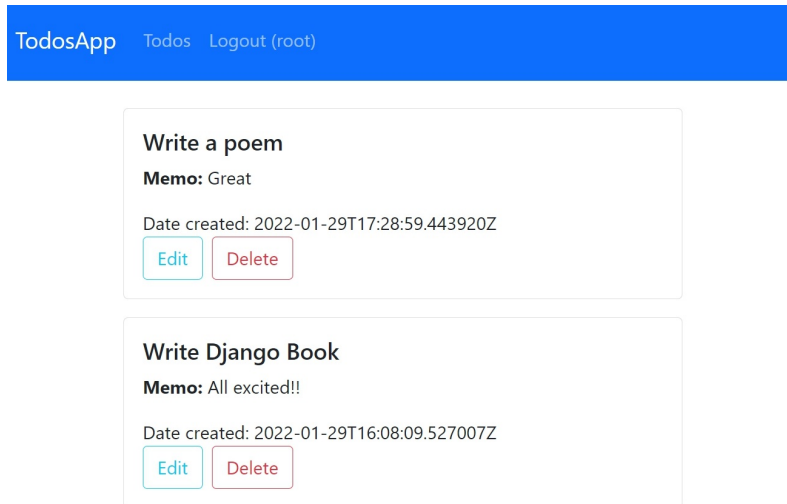 TodosApp Todos Logout (root)
Write a poem
Memo: Great
Date created: 2022-01-29T17:28:59.443920Z
Edit Delete
Write Django Book
Memo: All excited!!
Date created: 2022-01-29T16:08:09.527007Z
Edit Delete